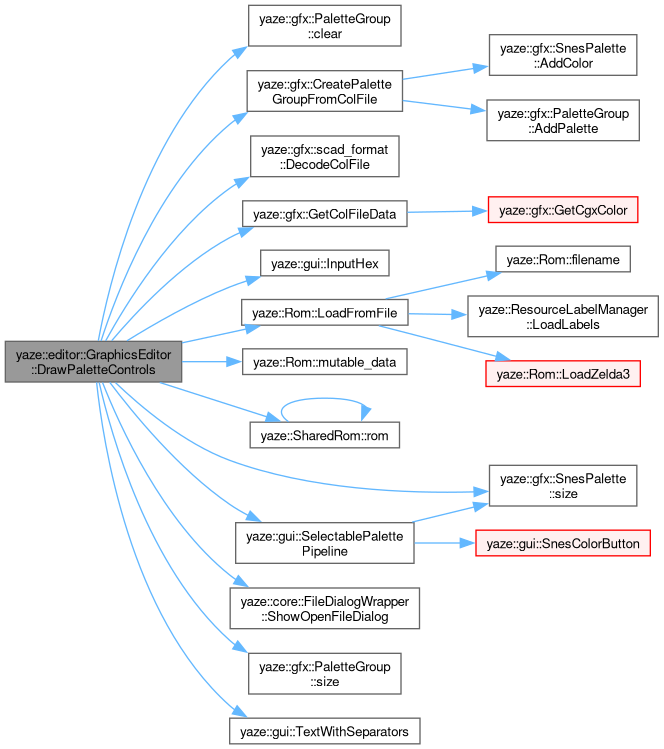 yaze::editor::GraphicsEditor
::DrawPaletteControls
yaze::gfx::PaletteGroup
::clear
yaze::gfx::CreatePalette
GroupFromColFile
yaze::gfx::SnesPalette
::AddColor
yaze::gfx::PaletteGroup
::AddPalette
yaze::gfx::scad_format
::DecodeColFile
yaze::gfx::GetColFileData
yaze::gfx::GetCgxColor
yaze::gui::InputHex
yaze::Rom::LoadFromFile
yaze::Rom::filename
yaze::ResourceLabelManager
::LoadLabels
yaze::Rom::LoadZelda3
yaze::Rom::mutable_data
yaze::SharedRom::rom
yaze::gfx::SnesPalette
::size
yaze::gui::SelectablePalette
Pipeline
yaze::gui::SnesColorButton
yaze::core::FileDialogWrapper
::ShowOpenFileDialog
yaze::gfx::PaletteGroup
::size
yaze::gui::TextWithSeparators